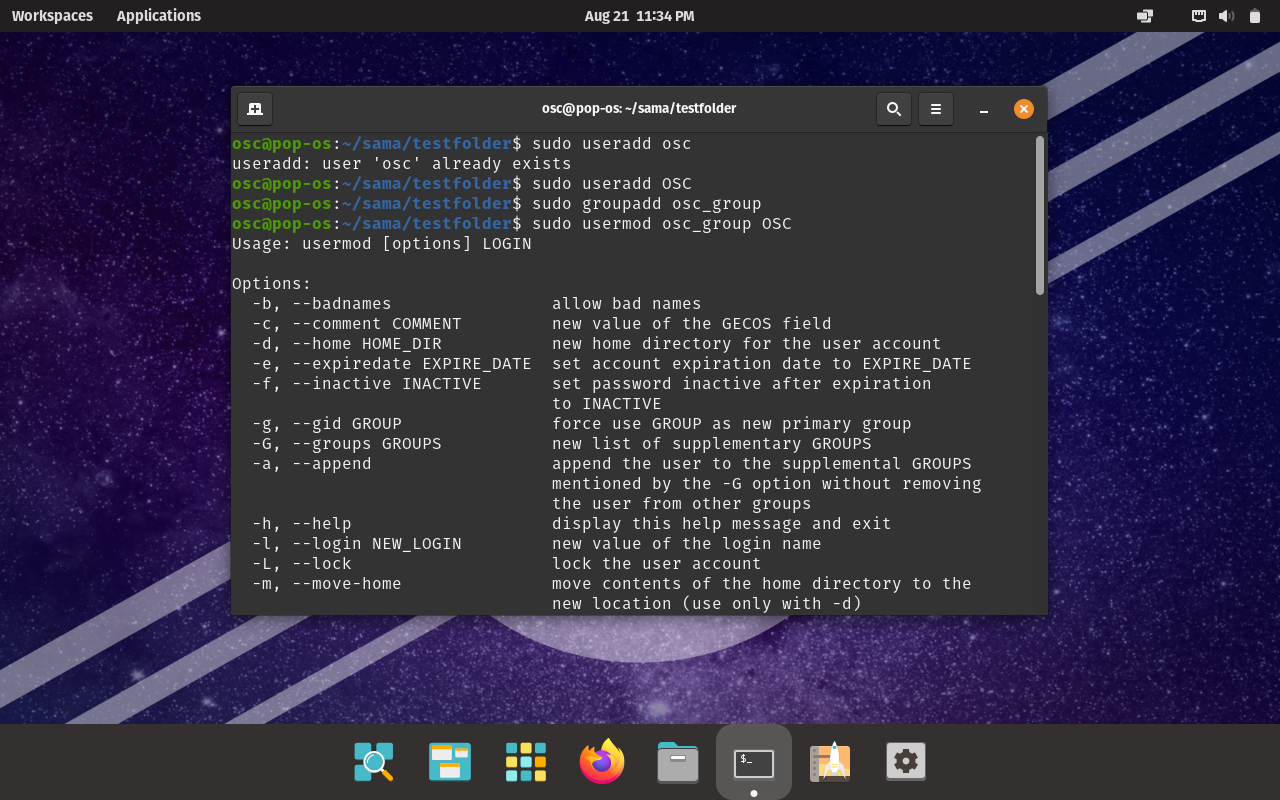 Workspaces Applications Aug 21 11:34 PM
osc@pop-os: ~/sama/testfolder
osc@pop-os:~/sama/testfolder$ sudo useradd osc
useradd: user 'osc' already exists
osc@pop-os:~/sama/testfolder$ sudo useradd OSC
osc@pop-os:~/sama/testfolder$ sudo groupadd osc_group
osc@pop-os:~/sama/testfolder$ sudo usermod osc_group OSC
Usage: usermod [options] LOGIN
Options:
-b, --badnames allow bad names
-c, --comment COMMENT new value of the GECOS field
-d, --home HOME_DIR new home directory for the user account
-e, --expiredate EXPIRE_DATE set account expiration date to EXPIRE_DATE
-f, --inactive INACTIVE set password inactive after expiration
to INACTIVE
-g, --gid GROUP force use GROUP as new primary group
-G, --groups GROUPS new list of supplementary GROUPS
-a, --append append the user to the supplemental GROUPS
mentioned by the -G option without removing
the user from other groups
-h, --help display this help message and exit
-l, --login NEW_LOGIN new value of the login name
-L, --lock lock the user account
-m, --move-home move contents of the home directory to the
new location (use only with -d)
$_